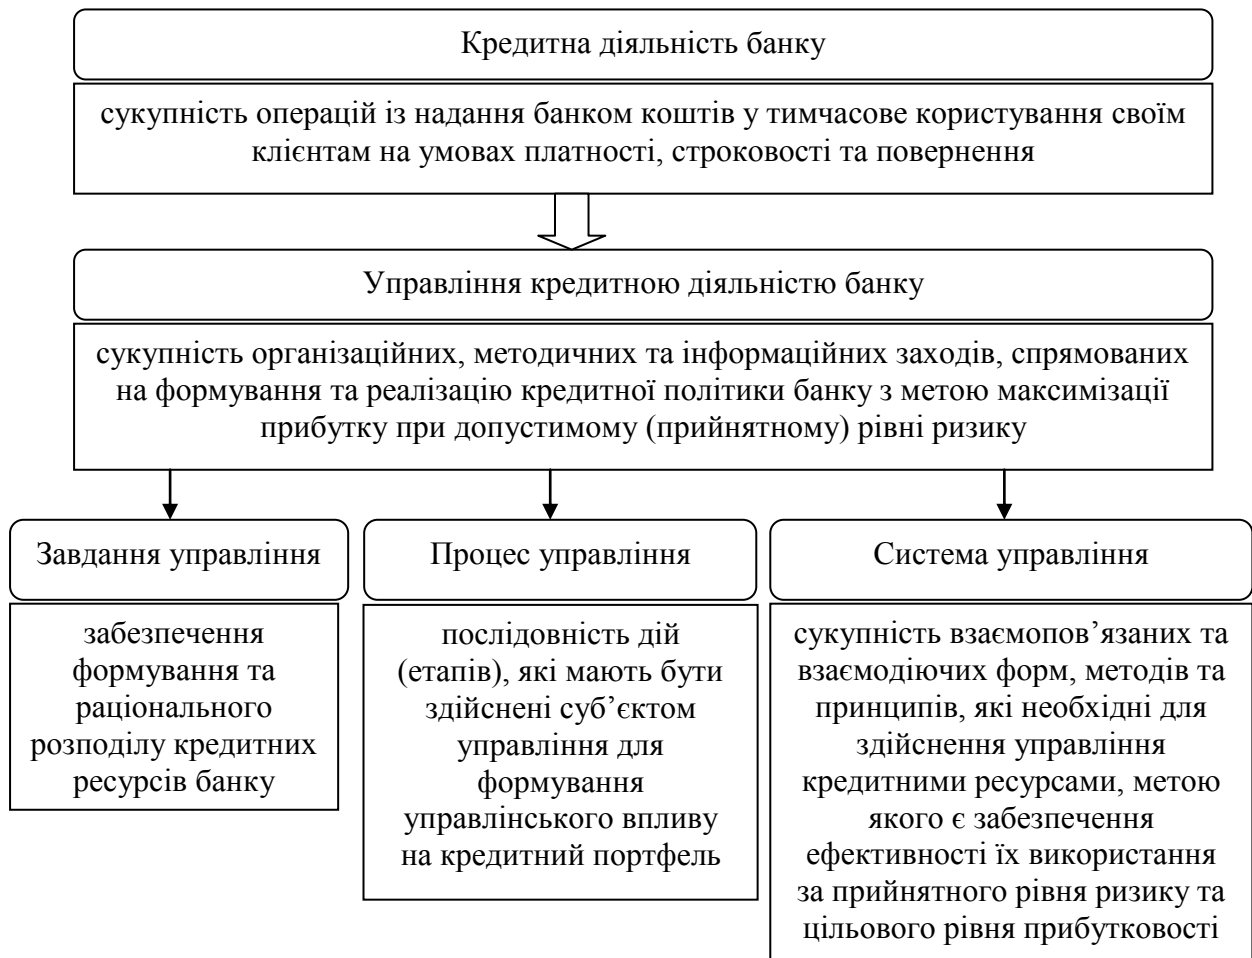 Кредитна діяльність банку
сукупність операцій із надання банком коштів у тимчасове користування своїм
клієнтам на умовах платності, строковості та повернення
Управління кредитною діяльністю банку
сукупність організаційних, методичних та інформаційних заходів, спрямованих
на формування та реалізацію кредитної політики банку з метою максимізації
прибутку при допустимому (прийнятному) рівні ризику
Завдання управління
забезпечення
формування та
раціонального
розподілу кредитних
ресурсів банку
Процес управління
послідовність дій
(етапів), які мають бути
здійснені суб’єктом
управління для
формування
управлінського впливу
на кредитний портфель
Система управління
сукупність взаємопов’язаних та
взаємодіючих форм, методів та
принципів, які необхідні для
здійснення управління
кредитними ресурсами, метою
якого є забезпечення
ефективності їх використання
за прийнятного рівня ризику та
цільового рівня прибутковості